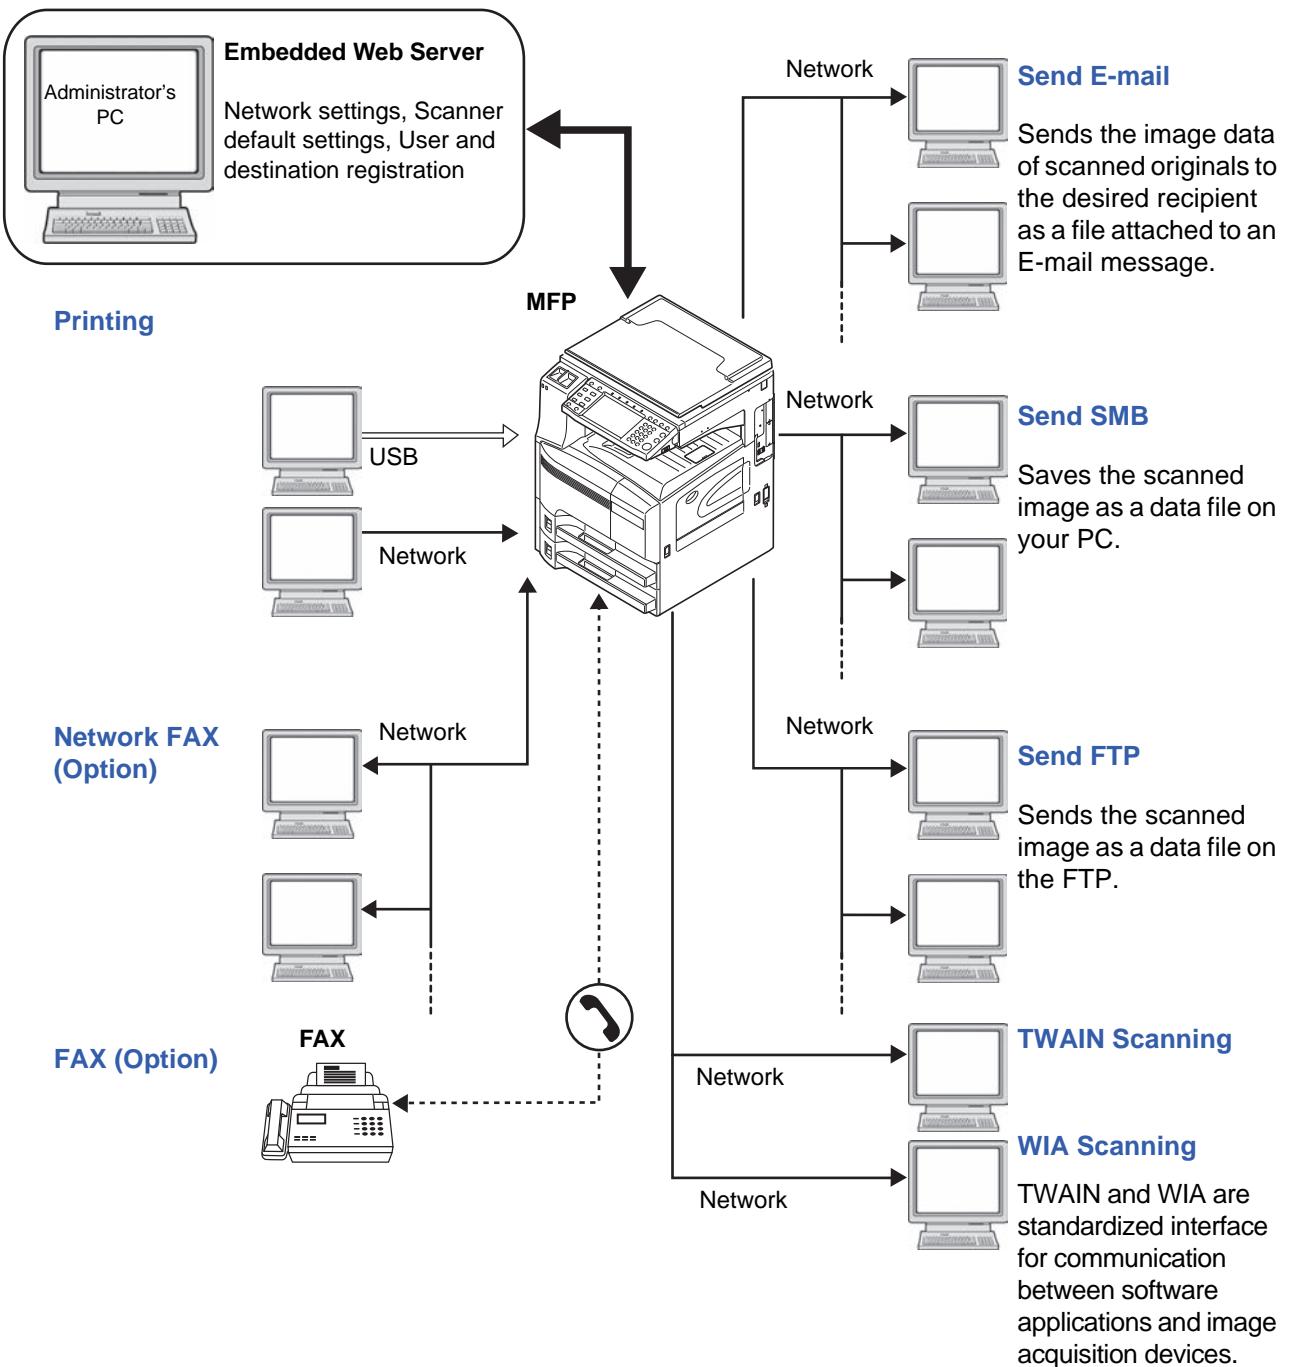 Embedded Web Server
Administrator's
PC
Network settings, Scanner
default settings, User and
destination registration
Network
Send E-mail
Sends the image data
of scanned originals to
the desired recipient
as a file attached to an
E-mail message.
MFP
Printing
USB
Network
Network
Send SMB
Saves the scanned
image as a data file on
your PC.
Network FAX
(Option)
Network
Network
Send FTP
Sends the scanned
image as a data file on
the FTP.
FAX (Option)
FAX
Network
TWAIN Scanning
Network
WIA Scanning
TWAIN and WIA are
standardized interface
for communication
between software
applications and image
acquisition devices.